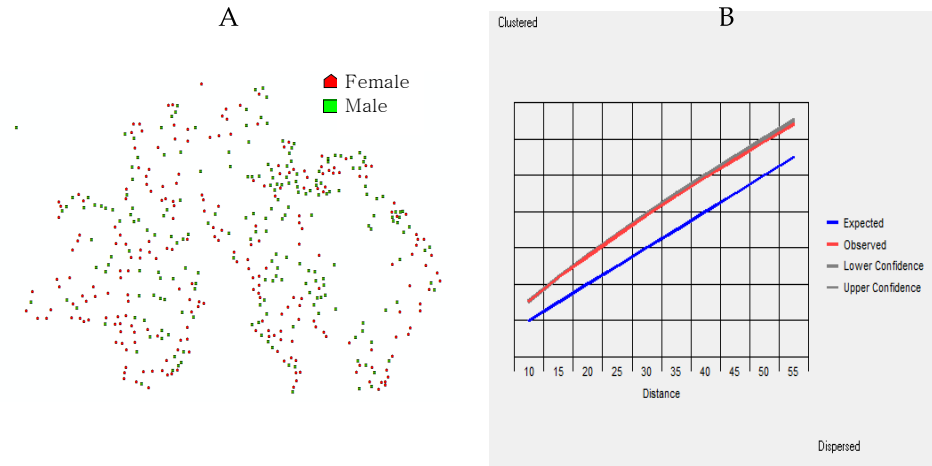 A
Female
Male
B
Clustered
Expected
Observed
Lower Confidence
Upper Confidence
10 15 20 25 30 35 40 45 50 55
Distance
Dispersed